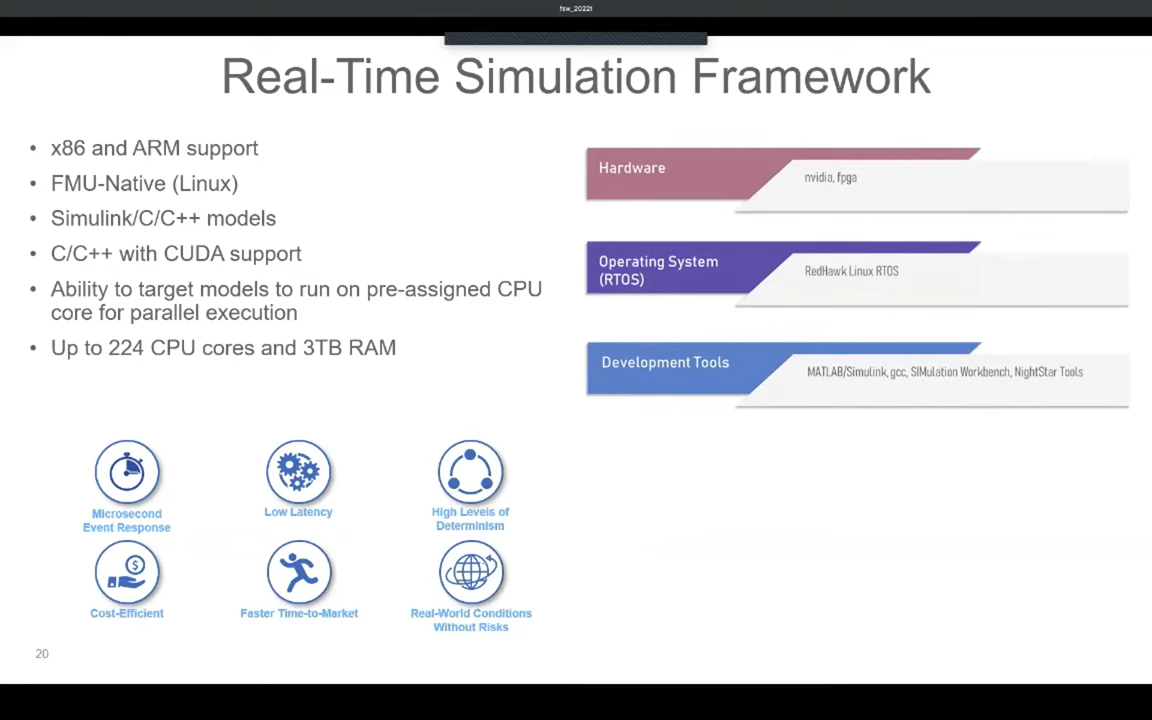 fsw_2022t
Real-Time Simulation Framework
• x86 and ARM support
• FMU-Native (Linux)
• Simulink/C/C++ models
• C/C++ with CUDA support
• Ability to target models to run on pre-assigned CPU
core for parallel execution
• Up to 224 CPU cores and 3TB RAM
Hardware
nvidia, fpga
Operating System
(RTOS)
RedHawk Linux RTOS
Development Tools
MATLAB/Simulink, gcc, SIMulation Workbench, NightStar Tools
Microsecond
Event Response
Low Latency
High Levels of
Determinism
Cost-Efficient
Faster Time-to-Market
Real-World Conditions
Without Risks
20